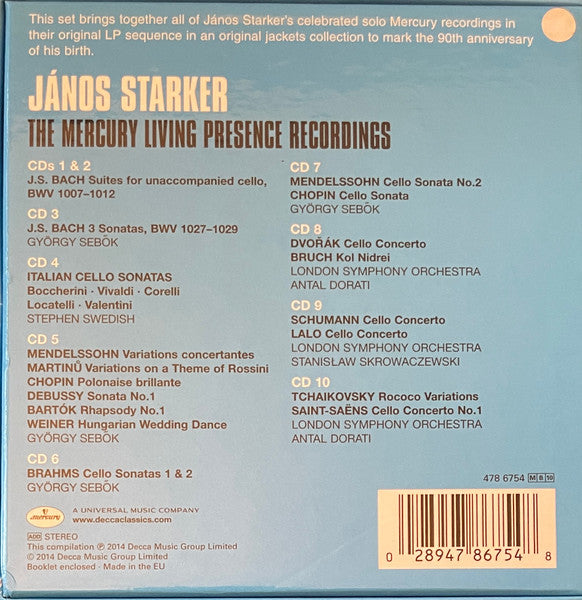 This set brings together all of János Starker's celebrated solo Mercury recordings in
their original LP sequence in an original jackets collection to mark the 90th anniversary
of his birth.
JÁNOS STARKER
THE MERCURY LIVING PRESENCE RECORDINGS
CDs 1 & 2
J.S. BACH Suites for unaccompanied cello,
BWV 1007–1012
CD 3
J.S. BACH 3 Sonatas, BWV 1027–1029
GYÖRGY SEBŐK
CD 4
ITALIAN CELLO SONATAS
Boccherini · Vivaldi · Corelli
Locatelli · Valentini
STEPHEN SWEDISH
CD 5
MENDELSSOHN Variations concertantes
MARTINŮ Variations on a Theme of Rossini
CHOPIN Polonaise brillante
DEBUSSY Sonata No.1
BARTÓK Rhapsody No.1
WEINER Hungarian Wedding Dance
GYÖRGY SEBŐK
CD 6
BRAHMS Cello Sonatas 1 & 2
GYÖRGY SEBŐK
CD 7
MENDELSSOHN Cello Sonata No.2
CHOPIN Cello Sonata
GYÖRGY SEBŐK
CD 8
DVOŘÁK Cello Concerto
BRUCH Kol Nidrei
LONDON SYMPHONY ORCHESTRA
ANTAL DORATI
CD 9
SCHUMANN Cello Concerto
LALO Cello Concerto
LONDON SYMPHONY ORCHESTRA
STANISŁAW SKROWACZEWSKI
CD 10
TCHAIKOVSKY Rococo Variations
SAINT-SAËNS Cello Concerto No.1
LONDON SYMPHONY ORCHESTRA
ANTAL DORATI
478 6754 M B 10
Mercury
A UNIVERSAL MUSIC COMPANY
www.deccaclassics.com
ADD STEREO
This compilation ℗ 2014 Decca Music Group Limited
© 2014 Decca Music Group Limited
Booklet enclosed · Made in the EU
0 28947 86754 8